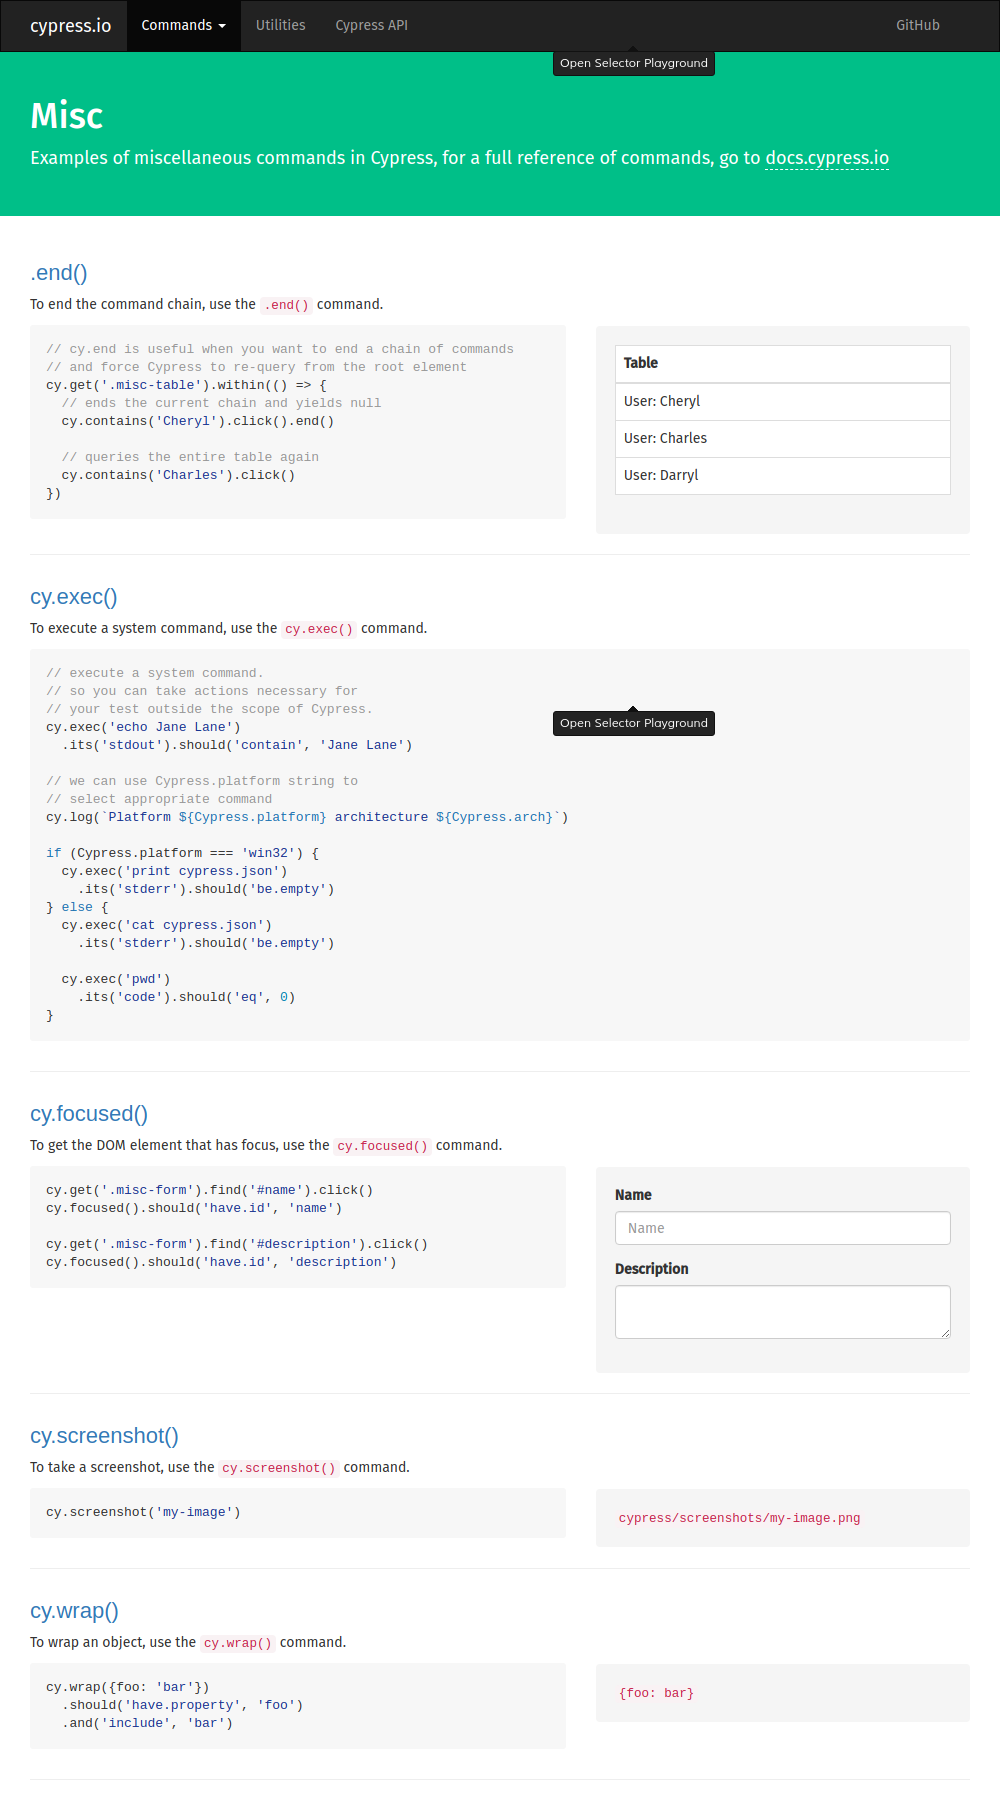 cypress.io Commands Utilities Cypress API GitHub
Open Selector Playground
Misc
Examples of miscellaneous commands in Cypress, for a full reference of commands, go to docs.cypress.io
.end()
To end the command chain, use the .end() command.
// cy.end is useful when you want to end a chain of commands
// and force Cypress to re-query from the root element
cy.get('.misc-table').within(() => {
  // ends the current chain and yields null
  cy.contains('Cheryl').click().end()
  // queries the entire table again
  cy.contains('Charles').click()
})
Table
User: Cheryl
User: Charles
User: Darryl
cy.exec()
To execute a system command, use the cy.exec() command.
// execute a system command.
// so you can take actions necessary for
// your test outside the scope of Cypress.
Open Selector Playground
cy.exec('echo Jane Lane')
  .its('stdout').should('contain', 'Jane Lane')
// we can use Cypress.platform string to
// select appropriate command
cy.log(`Platform ${Cypress.platform} architecture ${Cypress.arch}`)
if (Cypress.platform === 'win32') {
  cy.exec('print cypress.json')
    .its('stderr').should('be.empty')
} else {
  cy.exec('cat cypress.json')
    .its('stderr').should('be.empty')
  cy.exec('pwd')
    .its('code').should('eq', 0)
}
cy.focused()
To get the DOM element that has focus, use the cy.focused() command.
cy.get('.misc-form').find('#name').click()
cy.focused().should('have.id', 'name')
cy.get('.misc-form').find('#description').click()
cy.focused().should('have.id', 'description')
Name
Name
Description
cy.screenshot()
To take a screenshot, use the cy.screenshot() command.
cy.screenshot('my-image')
cypress/screenshots/my-image.png
cy.wrap()
To wrap an object, use the cy.wrap() command.
cy.wrap({foo: 'bar'})
  .should('have.property', 'foo')
  .and('include', 'bar')
{foo: bar}